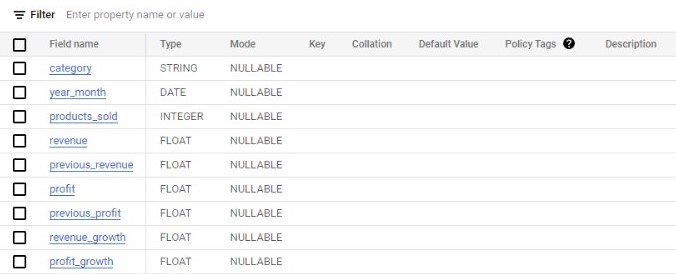 Filter Enter property name or value
Field name Type Mode Key Collation Default Value Policy Tags ? Description
category STRING NULLABLE
year_month DATE NULLABLE
products_sold INTEGER NULLABLE
revenue FLOAT NULLABLE
previous_revenue FLOAT NULLABLE
profit FLOAT NULLABLE
previous_profit FLOAT NULLABLE
revenue_growth FLOAT NULLABLE
profit_growth FLOAT NULLABLE